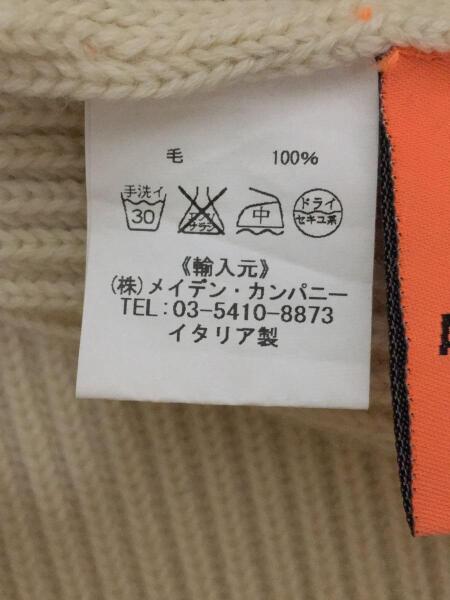 毛 100%
手洗イ
30 エンソ サラシ 中 ドライ セキユ系
《輸入元》
(株)メイデン・カンパニー
TEL:03-5410-8873
イタリア製